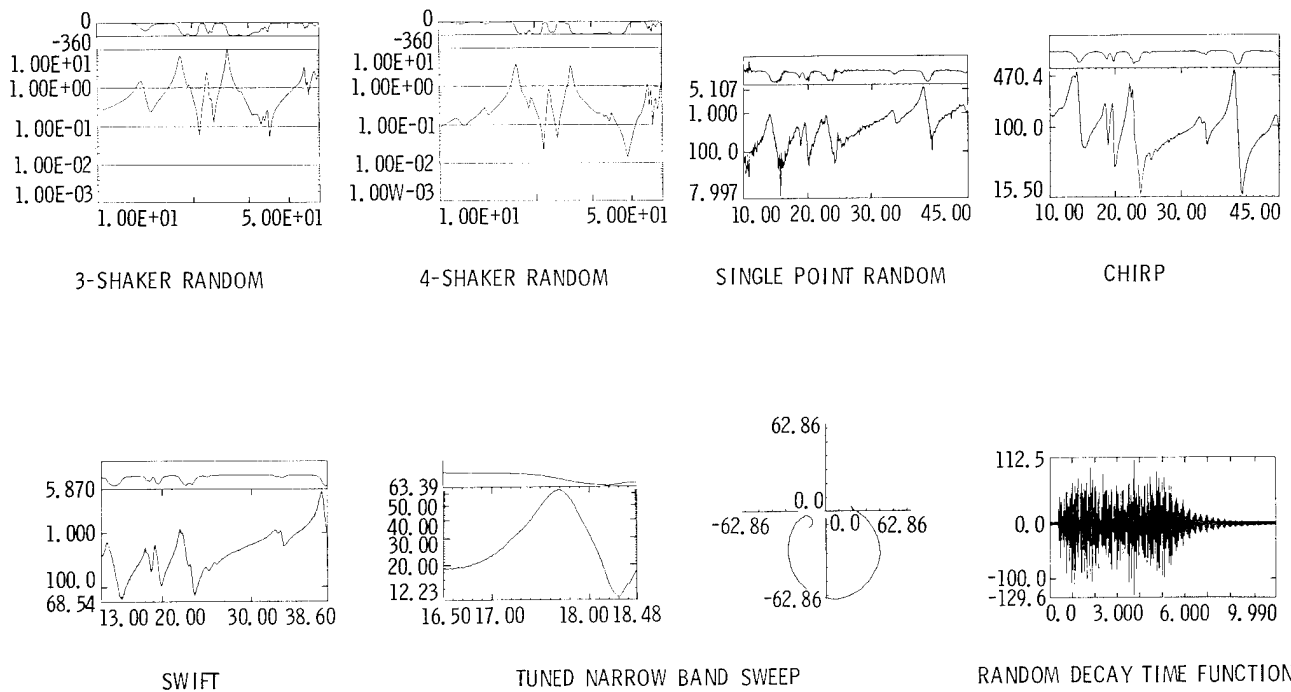 0
-360
1.00E+01
1.00E+00
1.00E-01
1.00E-02
1.00E-03
1.00E+01 5.00E+01
3-SHAKER RANDOM
0
-360
1.00E+01
1.00E+00
1.00E-01
1.00E-02
1.00W-03
1.00E+01 5.00E+01
4-SHAKER RANDOM
5.107
1.000
100.0
7.997
10.00 20.00 30.00 45.00
SINGLE POINT RANDOM
470.4
100.0
15.50
10.00 20.00 30.00 45.00
CHIRP
5.870
1.000
100.0
68.54
13.00 20.00 30.00 38.60
SWIFT
63.39
50.00
40.00
30.00
20.00
12.23
16.50 17.00 18.00 18.48
62.86
0.0
-62.86 0.0 62.86
-62.86
TUNED NARROW BAND SWEEP
112.5
0.0
-100.0
-129.6
0.0 3.000 6.000 9.990
RANDOM DECAY TIME FUNCTION